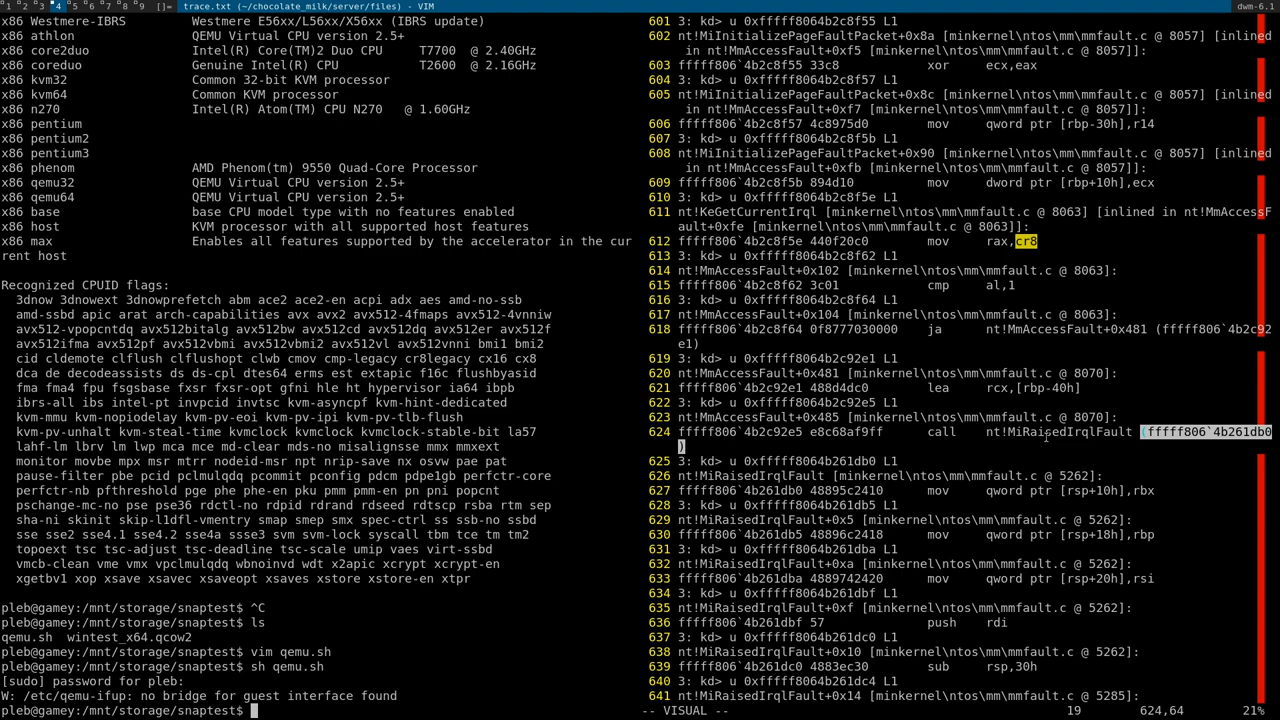 1 2 3 4 5 6 7 8 9 []= trace.txt (~/chocolate_milk/server/files) - VIM dwm-6.1
x86 Westmere-IBRS Westmere E56xx/L56xx/X56xx (IBRS update)
x86 athlon QEMU Virtual CPU version 2.5+
x86 core2duo Intel(R) Core(TM)2 Duo CPU T7700 @ 2.40GHz
x86 coreduo Genuine Intel(R) CPU T2600 @ 2.16GHz
x86 kvm32 Common 32-bit KVM processor
x86 kvm64 Common KVM processor
x86 n270 Intel(R) Atom(TM) CPU N270 @ 1.60GHz
x86 pentium
x86 pentium2
x86 pentium3
x86 phenom AMD Phenom(tm) 9550 Quad-Core Processor
x86 qemu32 QEMU Virtual CPU version 2.5+
x86 qemu64 QEMU Virtual CPU version 2.5+
x86 base base CPU model type with no features enabled
x86 host KVM processor with all supported host features
x86 max Enables all features supported by the accelerator in the cur
rent host
Recognized CPUID flags:
3dnow 3dnowext 3dnowprefetch abm ace2 ace2-en acpi adx aes amd-no-ssb
amd-ssbd apic arat arch-capabilities avx avx2 avx512-4fmaps avx512-4vnniw
avx512-vpopcntdq avx512bitalg avx512bw avx512cd avx512dq avx512er avx512f
avx512ifma avx512pf avx512vbmi avx512vbmi2 avx512vl avx512vnni bmi1 bmi2
cid cldemote clflush clflushopt clwb cmov cmp-legacy cr8legacy cx16 cx8
dca de decodeassists ds ds-cpl dtes64 erms est extapic f16c flushbyasid
fma fma4 fpu fsgsbase fxsr fxsr-opt gfni hle ht hypervisor ia64 ibpb
ibrs-all ibs intel-pt invpcid invtsc kvm-asyncpf kvm-hint-dedicated
kvm-mmu kvm-nopiodelay kvm-pv-eoi kvm-pv-ipi kvm-pv-tlb-flush
kvm-pv-unhalt kvm-steal-time kvmclock kvmclock kvmclock-stable-bit la57
lahf-lm lbrv lm lwp mca mce md-clear mds-no misalignsse mmx mmxext
monitor movbe mpx msr mtrr nodeid-msr npt nrip-save nx osvw pae pat
pause-filter pbe pcid pclmulqdq pcommit pconfig pdcm pdpe1gb perfctr-core
perfctr-nb pfthreshold pge phe phe-en pku pmm pmm-en pn pni popcnt
pschange-mc-no pse pse36 rdctl-no rdpid rdrand rdseed rdtscp rsba rtm sep
sha-ni skinit skip-l1dfl-vmentry smap smep smx spec-ctrl ss ssb-no ssbd
sse sse2 sse4.1 sse4.2 sse4a ssse3 svm svm-lock syscall tbm tce tm tm2
topoext tsc tsc-adjust tsc-deadline tsc-scale umip vaes virt-ssbd
vmcb-clean vme vmx vpclmulqdq wbnoinvd wdt x2apic xcrypt xcrypt-en
xgetbv1 xop xsave xsavec xsaveopt xsaves xstore xstore-en xtpr
pleb@gamey:/mnt/storage/snaptest$ ^C
pleb@gamey:/mnt/storage/snaptest$ ls
qemu.sh wintest_x64.qcow2
pleb@gamey:/mnt/storage/snaptest$ vim qemu.sh
pleb@gamey:/mnt/storage/snaptest$ sh qemu.sh
[sudo] password for pleb:
W: /etc/qemu-ifup: no bridge for guest interface found
pleb@gamey:/mnt/storage/snaptest$
601 3: kd> u 0xfffff8064b2c8f55 L1
602 nt!MiInitializePageFaultPacket+0x8a [minkernel\ntos\mm\mmfault.c @ 8057] [inlined
in nt!MmAccessFault+0xf5 [minkernel\ntos\mm\mmfault.c @ 8057]]:
603 fffff806`4b2c8f55 33c8 xor ecx,eax
604 3: kd> u 0xfffff8064b2c8f57 L1
605 nt!MiInitializePageFaultPacket+0x8c [minkernel\ntos\mm\mmfault.c @ 8057] [inlined
in nt!MmAccessFault+0xf7 [minkernel\ntos\mm\mmfault.c @ 8057]]:
606 fffff806`4b2c8f57 4c8975d0 mov qword ptr [rbp-30h],r14
607 3: kd> u 0xfffff8064b2c8f5b L1
608 nt!MiInitializePageFaultPacket+0x90 [minkernel\ntos\mm\mmfault.c @ 8057] [inlined
in nt!MmAccessFault+0xfb [minkernel\ntos\mm\mmfault.c @ 8057]]:
609 fffff806`4b2c8f5b 894d10 mov dword ptr [rbp+10h],ecx
610 3: kd> u 0xfffff8064b2c8f5e L1
611 nt!KeGetCurrentIrql [minkernel\ntos\mm\mmfault.c @ 8063] [inlined in nt!MmAccessF
ault+0xfe [minkernel\ntos\mm\mmfault.c @ 8063]]:
612 fffff806`4b2c8f5e 440f20c0 mov rax,cr8
613 3: kd> u 0xfffff8064b2c8f62 L1
614 nt!MmAccessFault+0x102 [minkernel\ntos\mm\mmfault.c @ 8063]:
615 fffff806`4b2c8f62 3c01 cmp al,1
616 3: kd> u 0xfffff8064b2c8f64 L1
617 nt!MmAccessFault+0x104 [minkernel\ntos\mm\mmfault.c @ 8063]:
618 fffff806`4b2c8f64 0f8777030000 ja nt!MmAccessFault+0x481 (fffff806`4b2c92
e1)
619 3: kd> u 0xfffff8064b2c92e1 L1
620 nt!MmAccessFault+0x481 [minkernel\ntos\mm\mmfault.c @ 8070]:
621 fffff806`4b2c92e1 488d4dc0 lea rcx,[rbp-40h]
622 3: kd> u 0xfffff8064b2c92e5 L1
623 nt!MmAccessFault+0x485 [minkernel\ntos\mm\mmfault.c @ 8070]:
624 fffff806`4b2c92e5 e8c68af9ff call nt!MiRaisedIrqlFault (fffff806`4b261db0
)
625 3: kd> u 0xfffff8064b261db0 L1
626 nt!MiRaisedIrqlFault [minkernel\ntos\mm\mmfault.c @ 5262]:
627 fffff806`4b261db0 48895c2410 mov qword ptr [rsp+10h],rbx
628 3: kd> u 0xfffff8064b261db5 L1
629 nt!MiRaisedIrqlFault+0x5 [minkernel\ntos\mm\mmfault.c @ 5262]:
630 fffff806`4b261db5 48896c2418 mov qword ptr [rsp+18h],rbp
631 3: kd> u 0xfffff8064b261dba L1
632 nt!MiRaisedIrqlFault+0xa [minkernel\ntos\mm\mmfault.c @ 5262]:
633 fffff806`4b261dba 4889742420 mov qword ptr [rsp+20h],rsi
634 3: kd> u 0xfffff8064b261dbf L1
635 nt!MiRaisedIrqlFault+0xf [minkernel\ntos\mm\mmfault.c @ 5262]:
636 fffff806`4b261dbf 57 push rdi
637 3: kd> u 0xfffff8064b261dc0 L1
638 nt!MiRaisedIrqlFault+0x10 [minkernel\ntos\mm\mmfault.c @ 5262]:
639 fffff806`4b261dc0 4883ec30 sub rsp,30h
640 3: kd> u 0xfffff8064b261dc4 L1
641 nt!MiRaisedIrqlFault+0x14 [minkernel\ntos\mm\mmfault.c @ 5285]:
-- VISUAL -- 19 624,64 21%